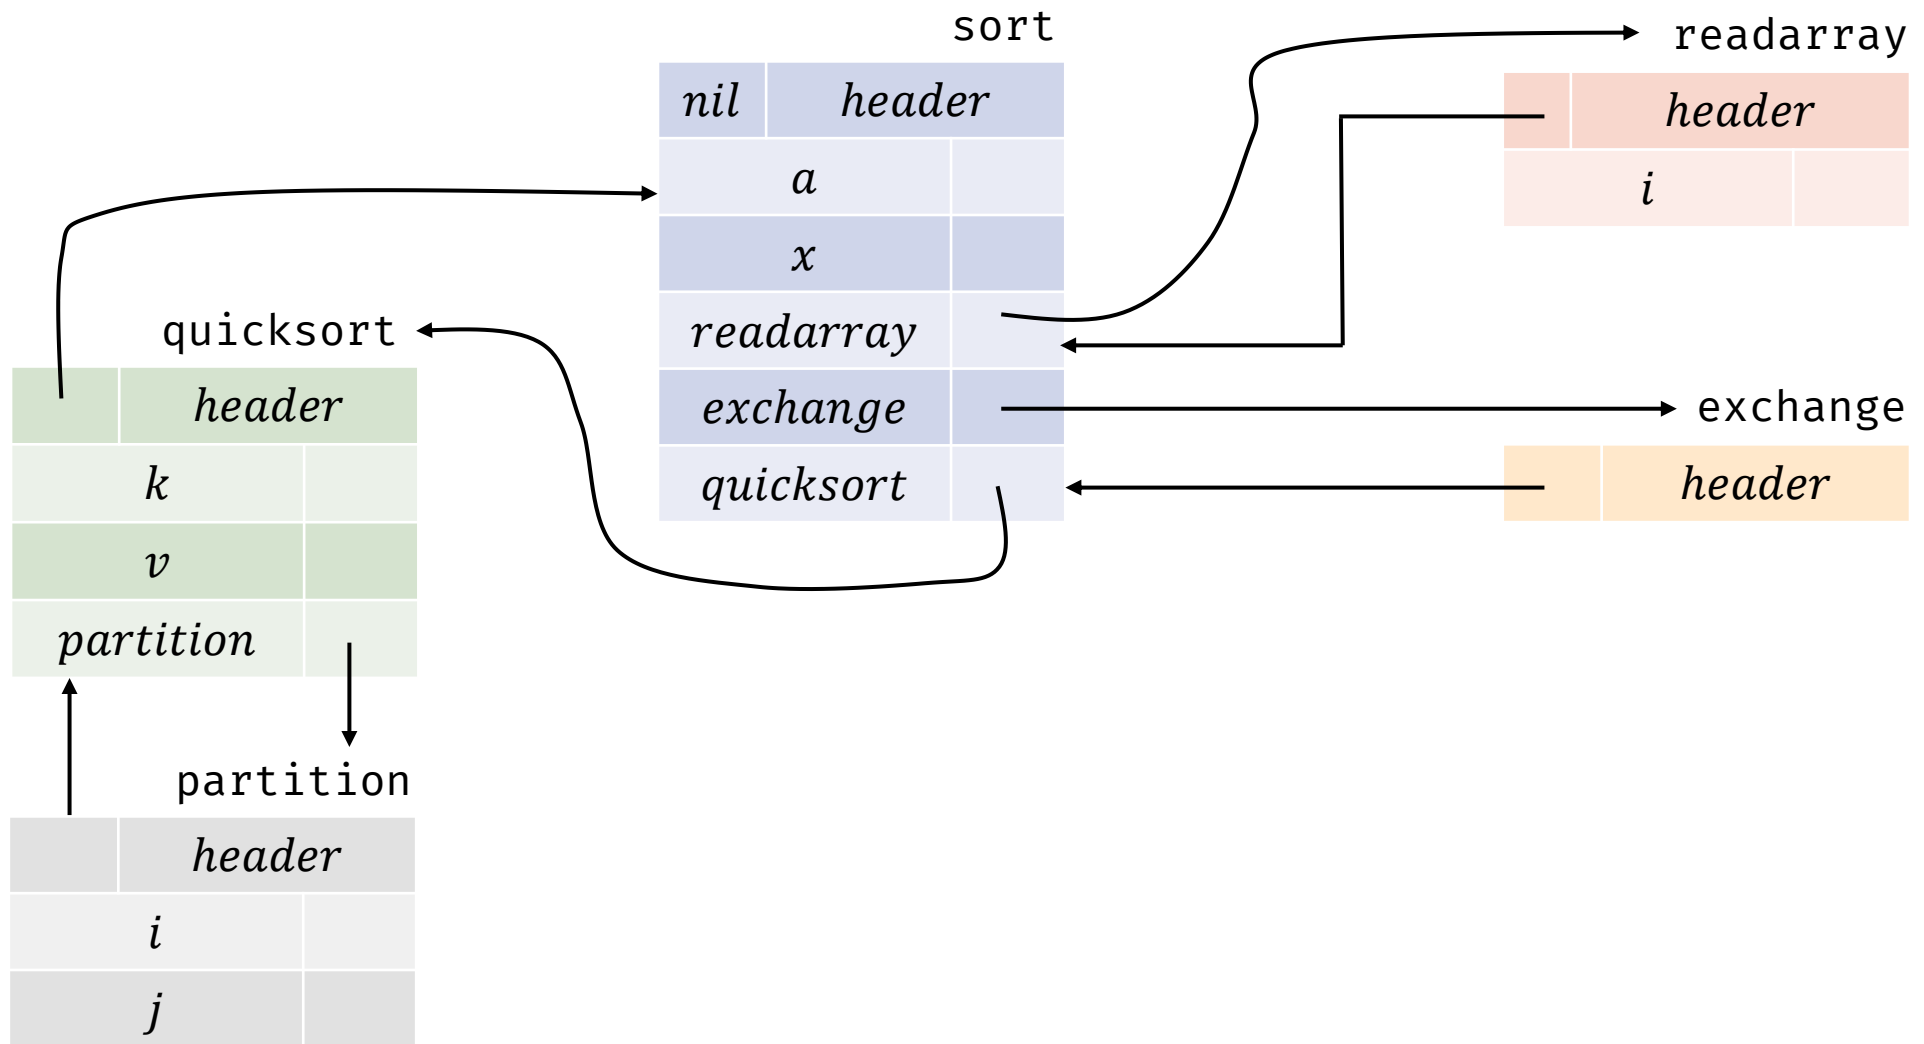 sort
nil header
a
x
readarray
exchange
quicksort
readarray
header
i
exchange
header
quicksort
header
k
v
partition
partition
header
i
j